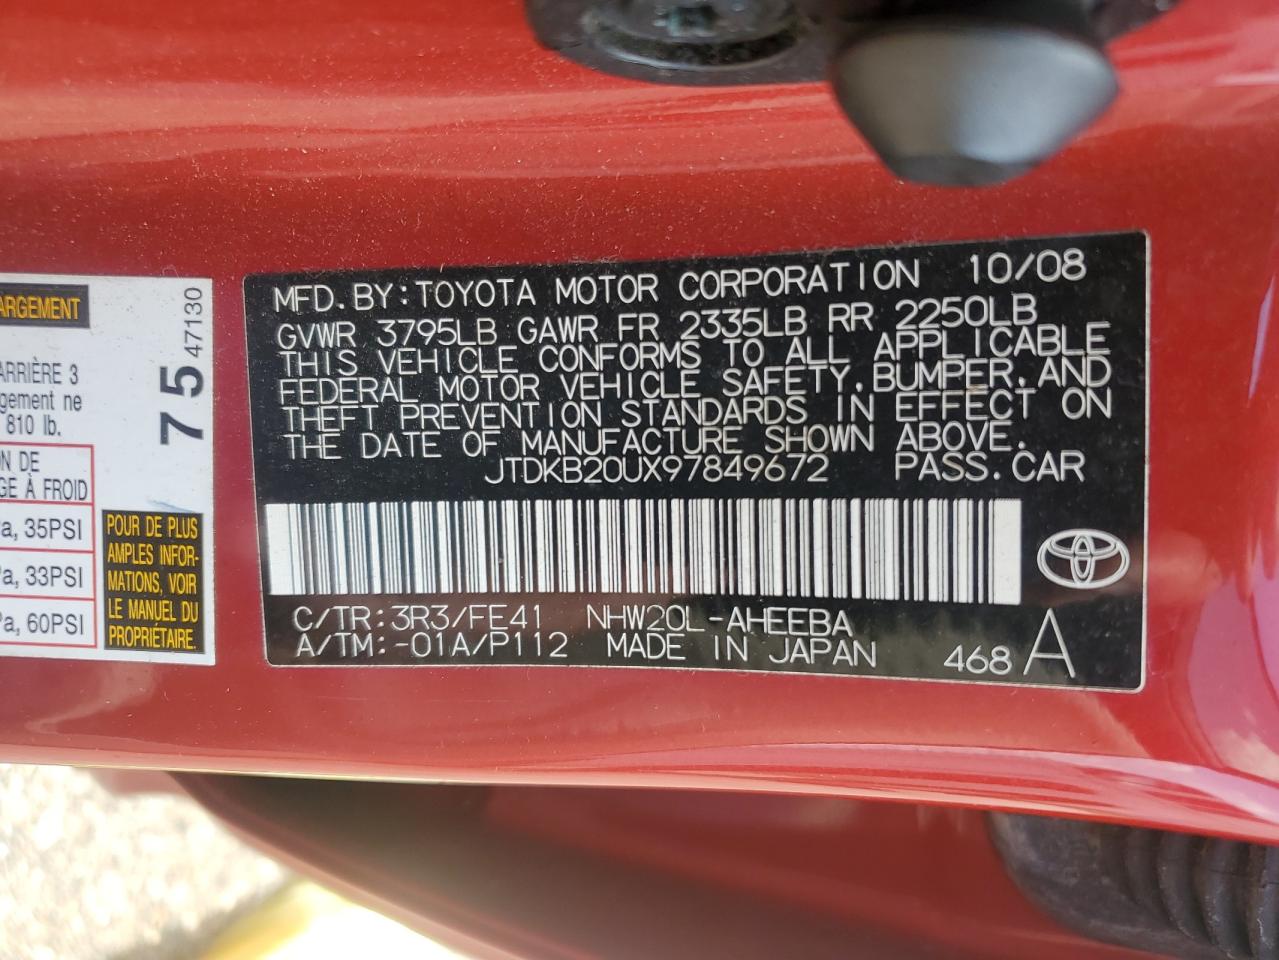 MFD.BY:TOYOTA MOTOR CORPORATION 10/08
GVWR 3795LB GAWR FR 2335LB RR 2250LB
THIS VEHICLE CONFORMS TO ALL APPLICABLE
FEDERAL MOTOR VEHICLE SAFETY,BUMPER,AND
THEFT PREVENTION STANDARDS IN EFFECT ON
THE DATE OF MANUFACTURE SHOWN ABOVE.
JTDKB20UX97849672 PASS.CAR
C/TR:3R3/FE41 NHW20L-AHEEBA
A/TM:-01A/P112 MADE IN JAPAN 468 A
ARRIÈRE 3
ne
810 lb.
DE
À FROID
35PSI
33PSI
60PSI
75 47130
POUR DE PLUS
AMPLES INFOR-
MATIONS, VOIR
LE MANUEL DU
PROPRIÉTAIRE.